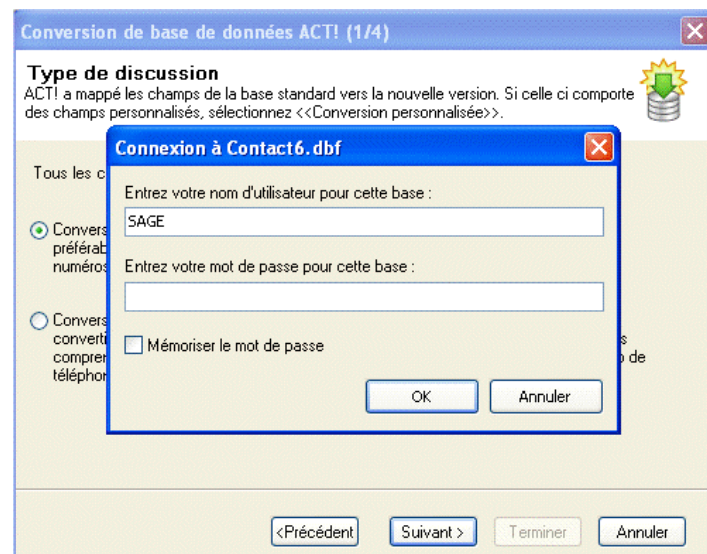 Conversion de base de données ACT! (1/4)
Type de discussion
ACT! a mappé les champs de la base standard vers la nouvelle version. Si celle ci comporte
des champs personnalisés, sélectionnez <<Conversion personnalisée>>.
Connexion à Contact6.dbf
Tous les c
Entrez votre nom d'utilisateur pour cette base :
SAGE
Convers
préférab
numéros
Entrez votre mot de passe pour cette base :
Convers
converti
s
Mémoriser le mot de passe
comprer
de
téléphor
OK
Annuler
<Précédent
Suivant >
Terminer
Annuler